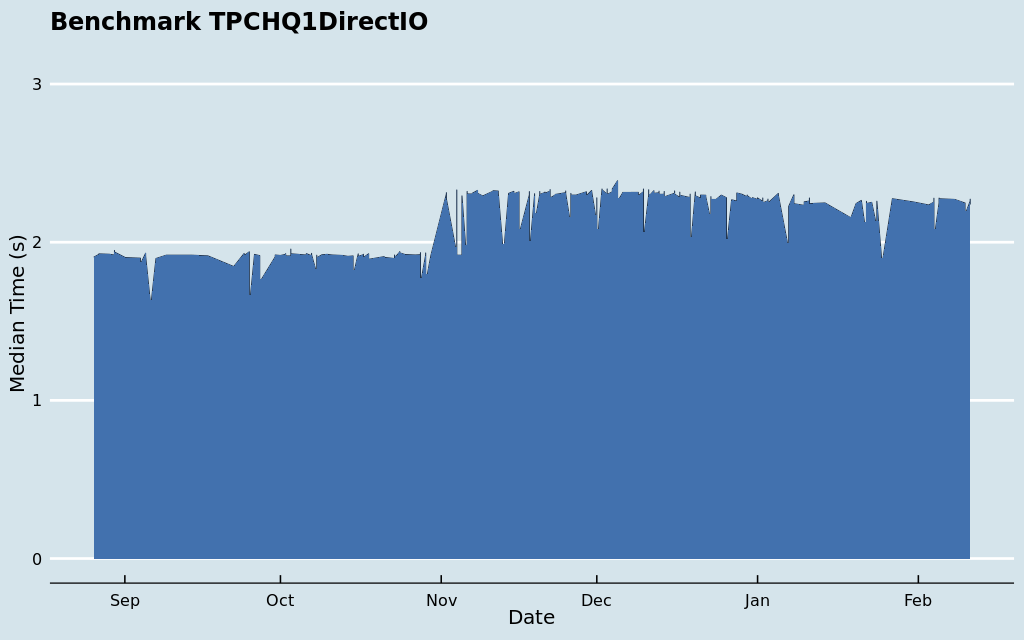 Benchmark TPCHQ1DirectIO
3
2
1
0
Median Time (s)
Sep Oct Nov Dec Jan Feb
Date